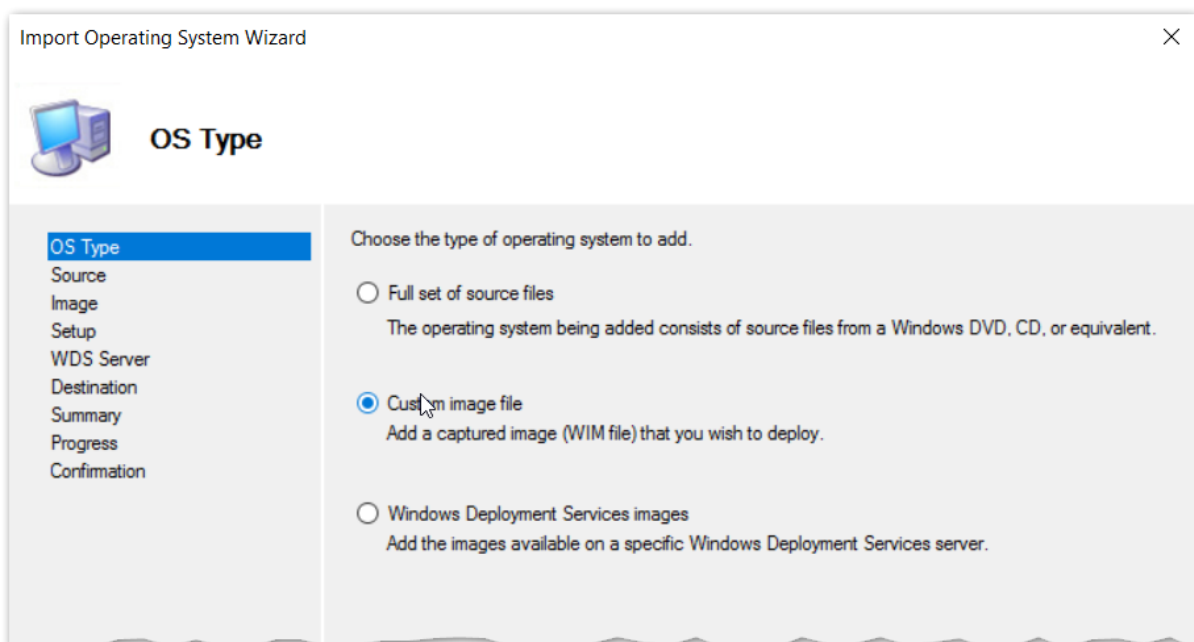 Import Operating System Wizard
OS Type
OS Type
Source
Image
Setup
WDS Server
Destination
Summary
Progress
Confirmation
Choose the type of operating system to add.
Full set of source files
The operating system being added consists of source files from a Windows DVD, CD, or equivalent.
Custom image file
Add a captured image (WIM file) that you wish to deploy.
Windows Deployment Services images
Add the images available on a specific Windows Deployment Services server.